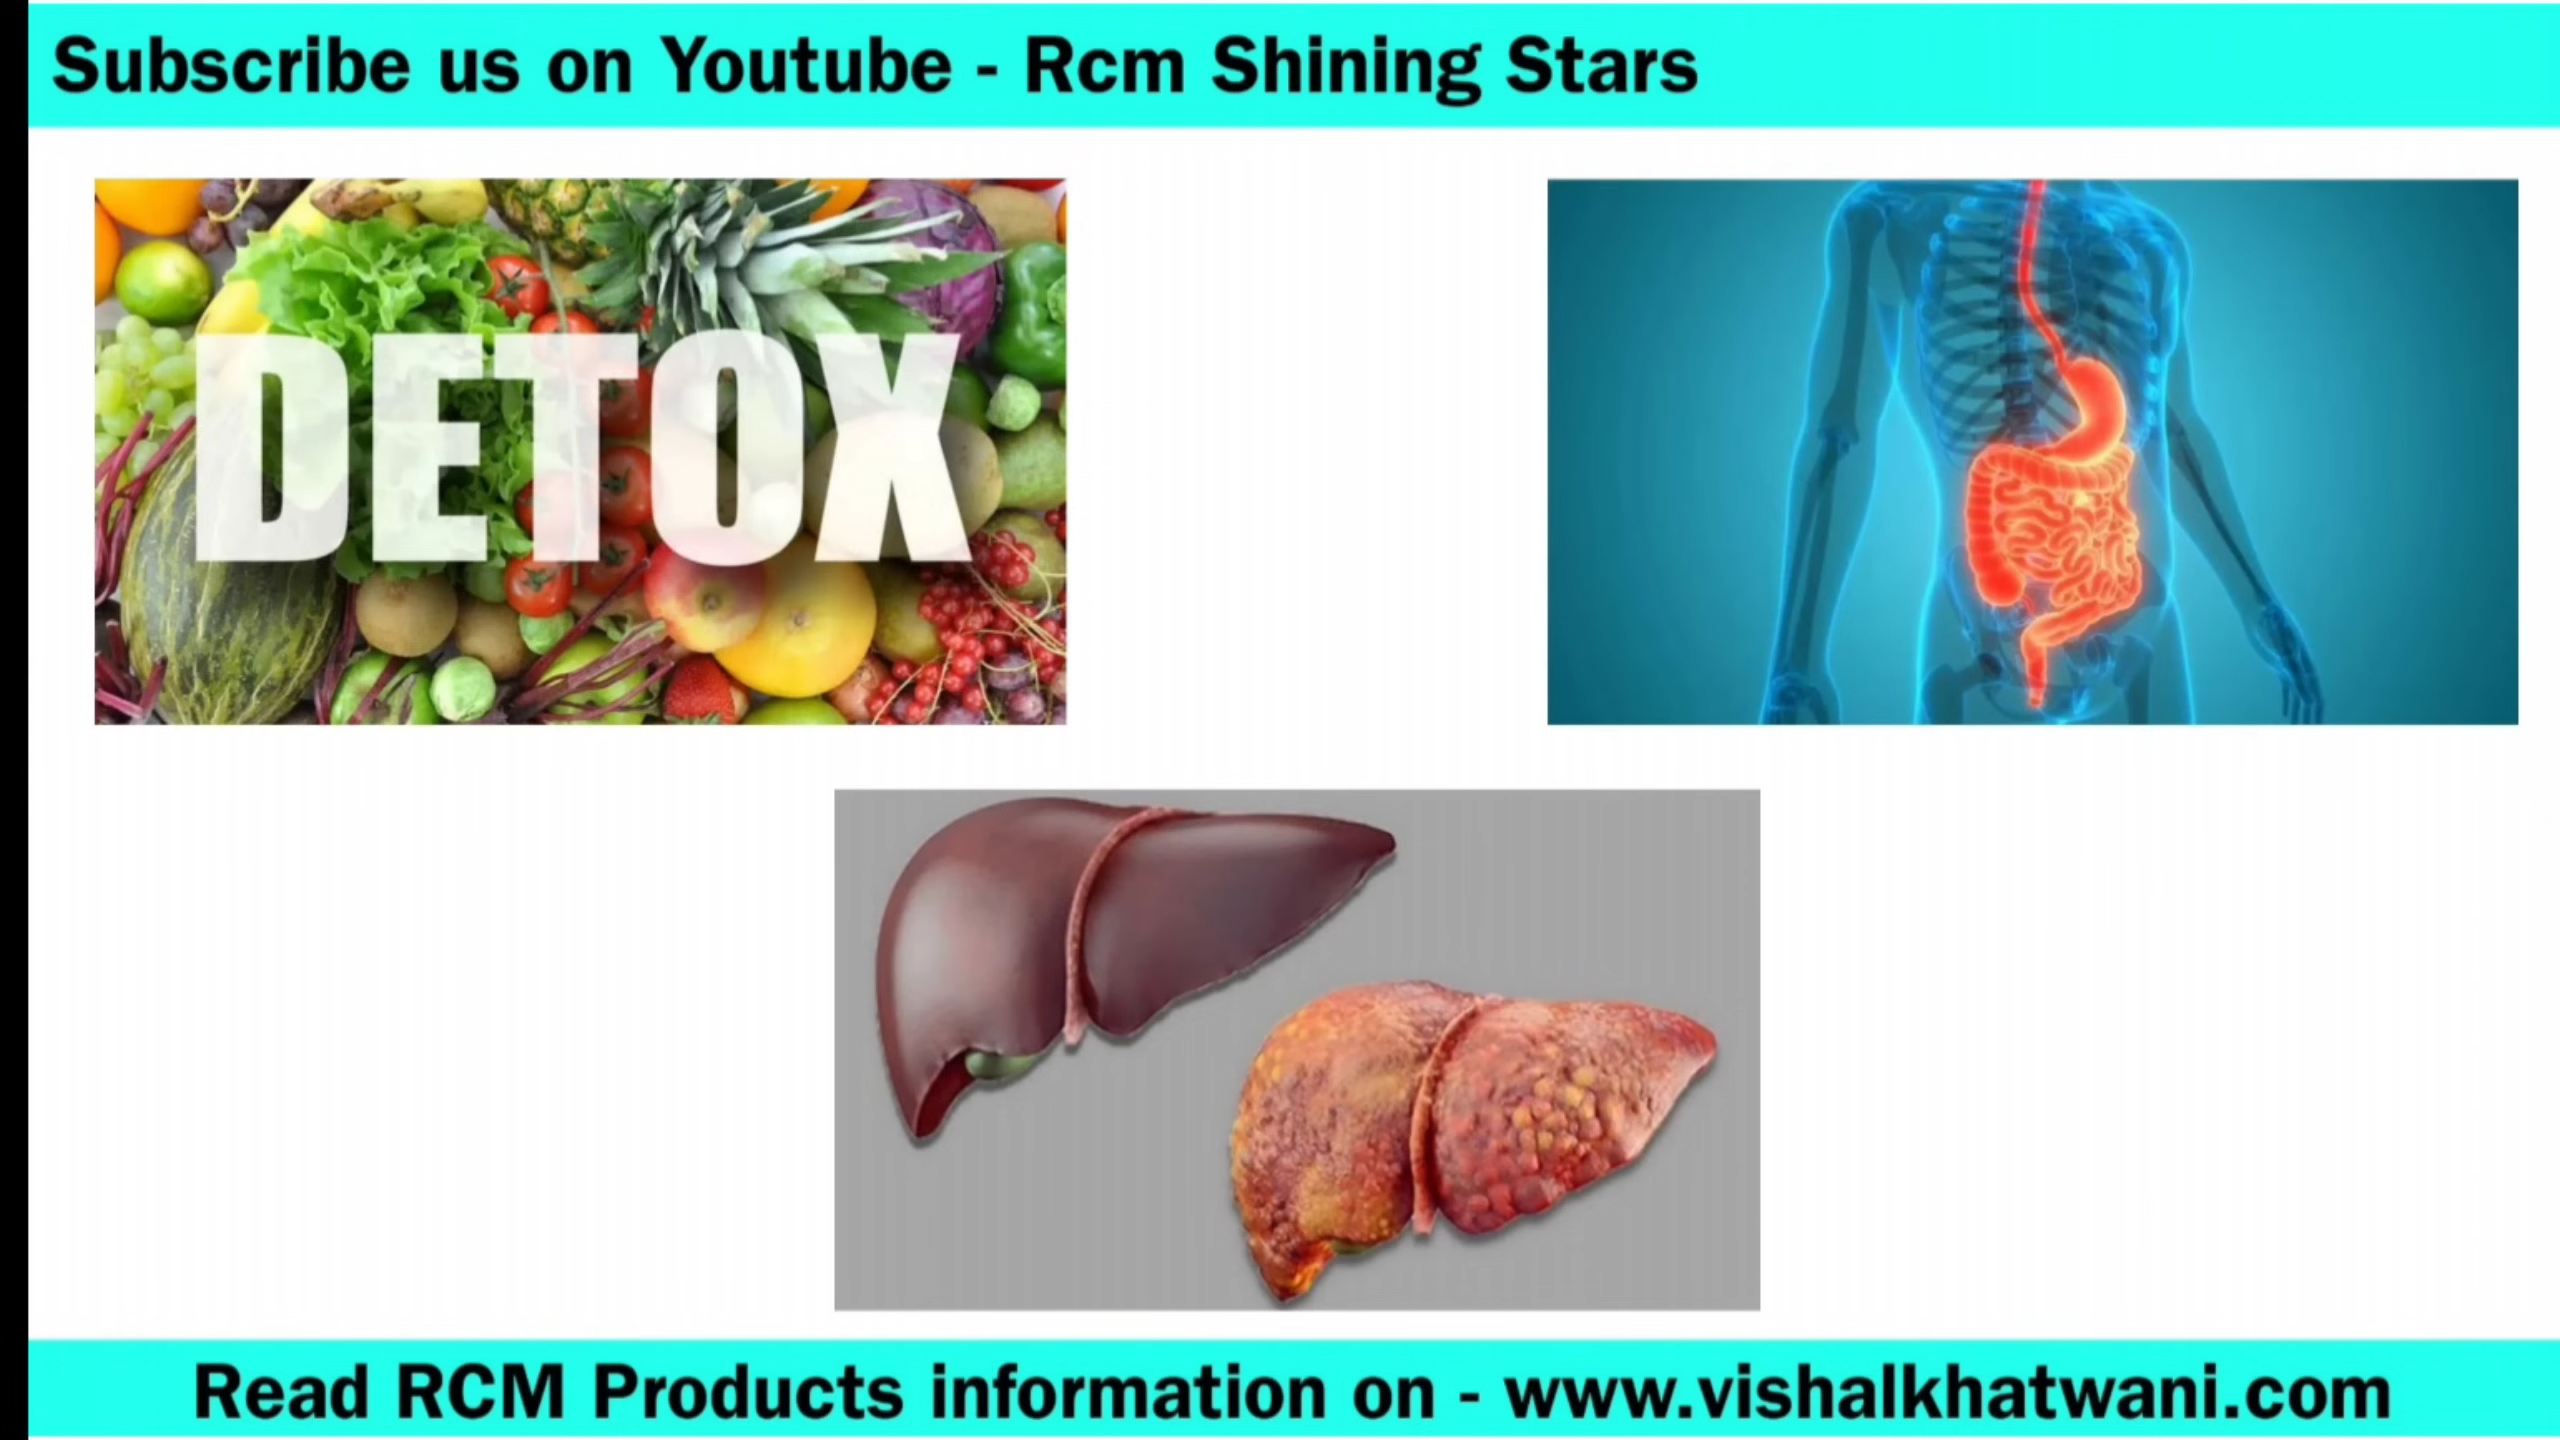 Subscribe us on Youtube - Rcm Shining Stars
DETOX
Read RCM Products information on - www.vishalkhatwani.com